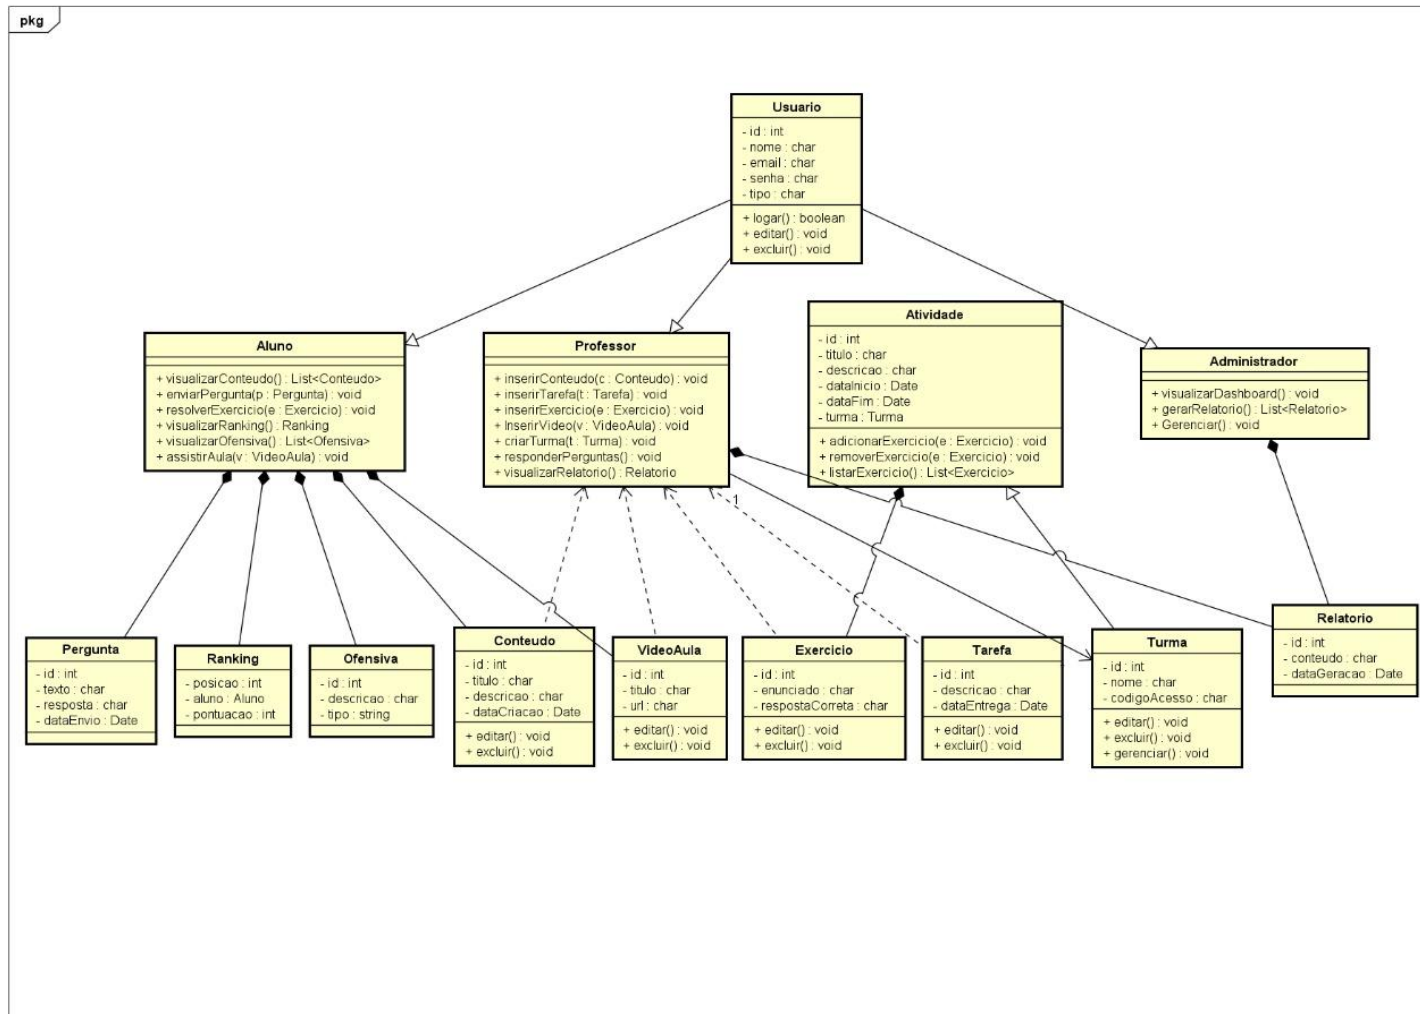 pkg
Usuario
- id : int
- nome : char
- email : char
- senha : char
- tipo : char
+ logar() : boolean
+ editar() : void
+ excluir() : void
Aluno
+ visualizarConteudo() : List<Conteudo>
+ enviarPergunta(p : Pergunta) : void
+ resolverExercicio(e : Exercicio) : void
+ visualizarRanking() : Ranking
+ visualizarOfensiva() : List<Ofensiva>
+ assistirAula(v : VideoAula) : void
Professor
+ inserirConteudo(c : Conteudo) : void
+ inserirTarefa(t : Tarefa) : void
+ inserirExercicio(e : Exercicio) : void
+ InserirVideo(v : VideoAula) : void
+ criarTurma(t : Turma) : void
+ responderPerguntas() : void
+ visualizarRelatorio() : Relatorio
Atividade
- id : int
- titulo : char
- descricao : char
- dataInicio : Date
- dataFim : Date
- turma : Turma
+ adicionarExercicio(e : Exercicio) : void
+ removerExercicio(e : Exercicio) : void
+ listarExercicio() : List<Exercicio>
Administrador
+ visualizarDashboard() : void
+ gerarRelatorio() : List<Relatorio>
+ Gerenciar() : void
1
Pergunta
- id : int
- texto : char
- resposta : char
- dataEnvio : Date
Ranking
- posicao : int
- aluno : Aluno
- pontuacao : int
Ofensiva
- id : int
- descricao : char
- tipo : string
Conteudo
- id : int
- titulo : char
- descricao : char
- dataCriacao : Date
+ editar() : void
+ excluir() : void
VideoAula
- id : int
- titulo : char
- url : char
+ editar() : void
+ excluir() : void
Exercicio
- id : int
- enunciado : char
- respostaCorreta : char
+ editar() : void
+ excluir() : void
Tarefa
- id : int
- descricao : char
- dataEntrega : Date
+ editar() : void
+ excluir() : void
Turma
- id : int
- nome : char
- codigoAcesso : char
+ editar() : void
+ excluir() : void
+ gerenciar() : void
Relatorio
- id : int
- conteudo : char
- dataGeracao : Date